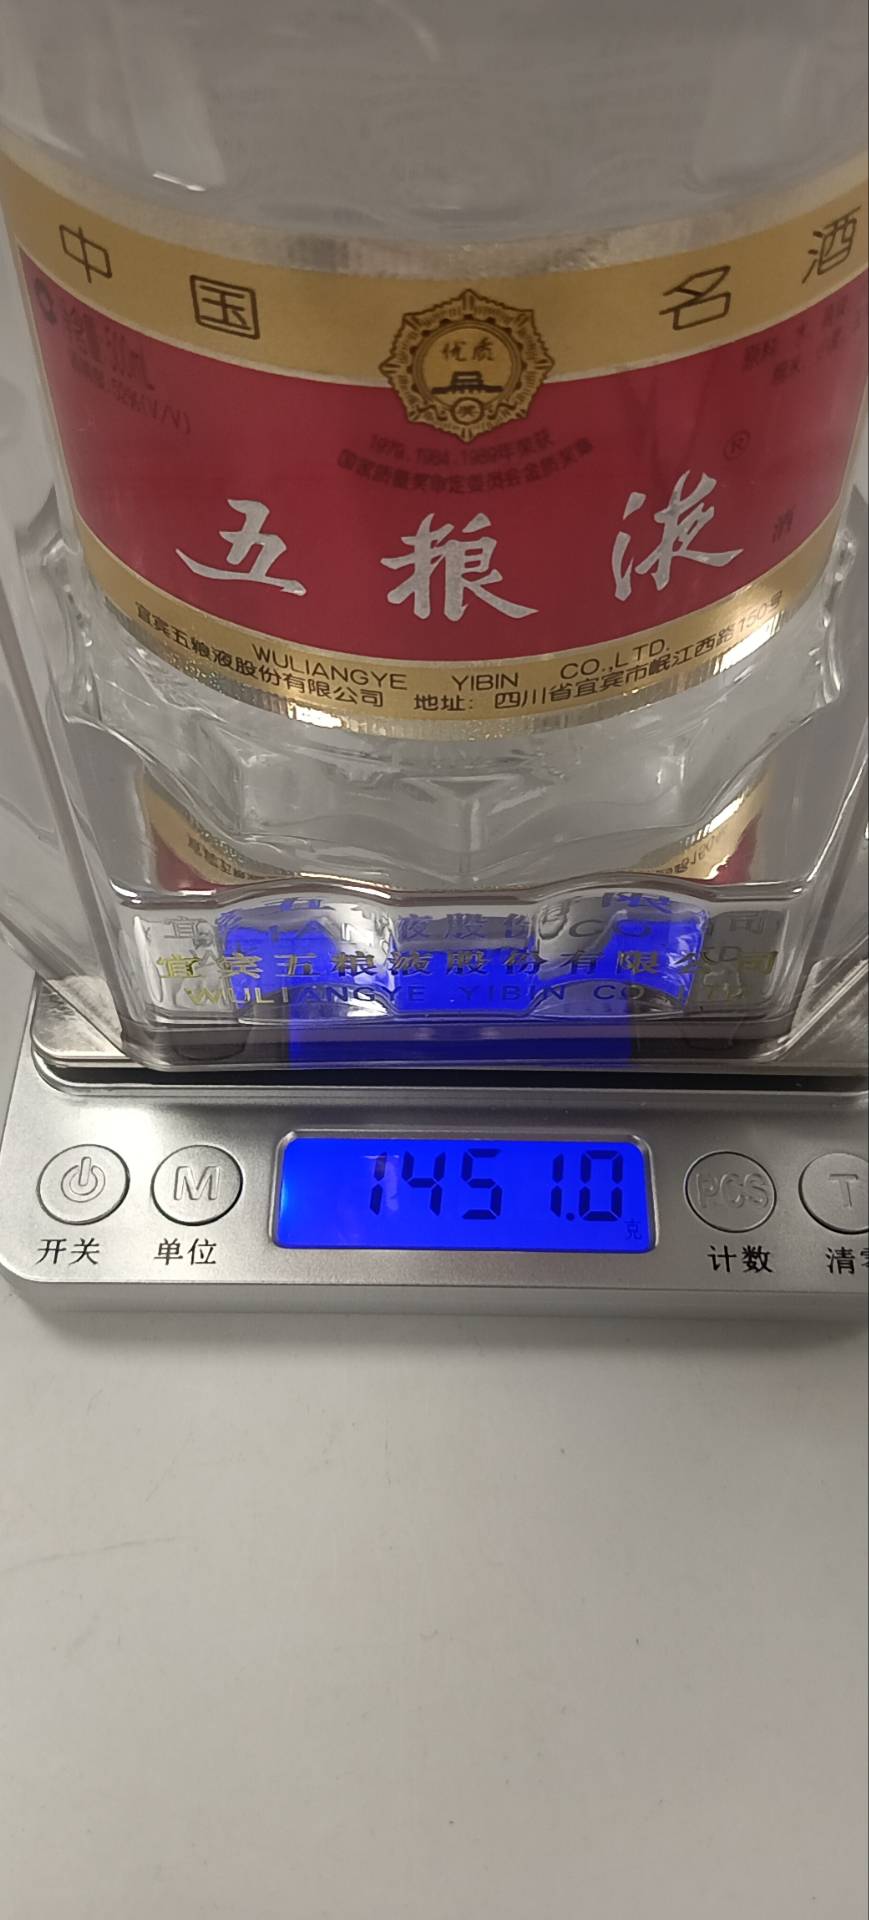 中国名酒
优质
奖
1979、1984、1989年荣获
国家质量奖审定委员会金质奖章
®
五粮液
酒
WULIANGYE YIBIN CO.,LTD.
宜宾五粮液股份有限公司 地址：四川省宜宾市岷江西路150号
宜宾五粮液股份有限公司
WULIANGYE YIBIN CO.,LTD
1451.0
克
M
PCS
T
开关
单位
计数
清